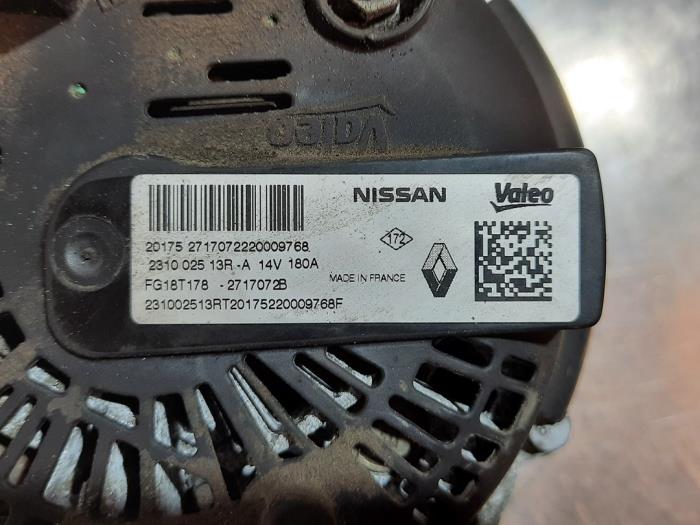 Valeo
NISSAN Valeo
20175 2717072220009768
2310 025 13R -A 14V 180A
172
FG18T178 - 2717072B
MADE IN FRANCE
231002513RT20175220009768F